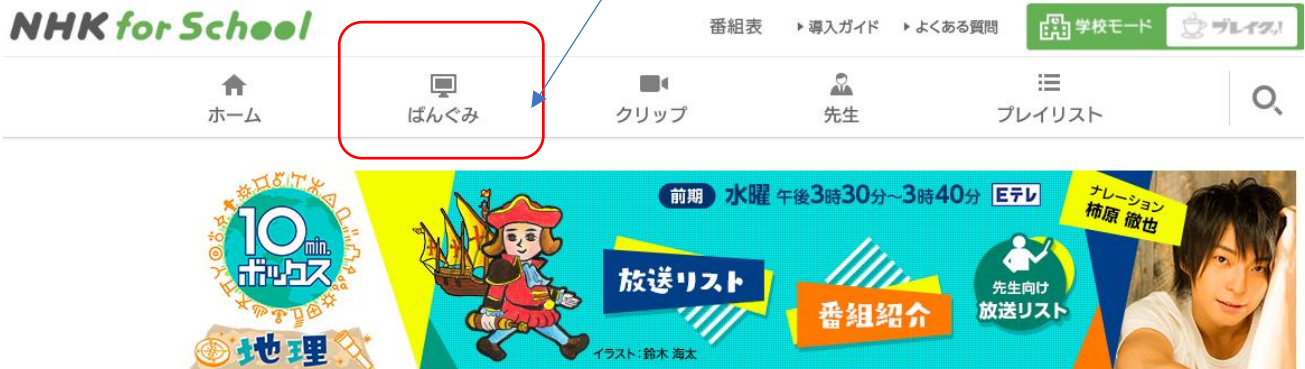 NHK for School
番組表 ▶導入ガイド ▶よくある質問 学校モード ブレイク!
ホーム ばんぐみ クリップ 先生 プレイリスト
前期 水曜 午後3時30分~3時40分 Eテレ
ナレーション
柿原 徹也
10
min.
ボックス
地理
放送リスト
番組紹介
先生向け
放送リスト
イラスト:鈴木 海太